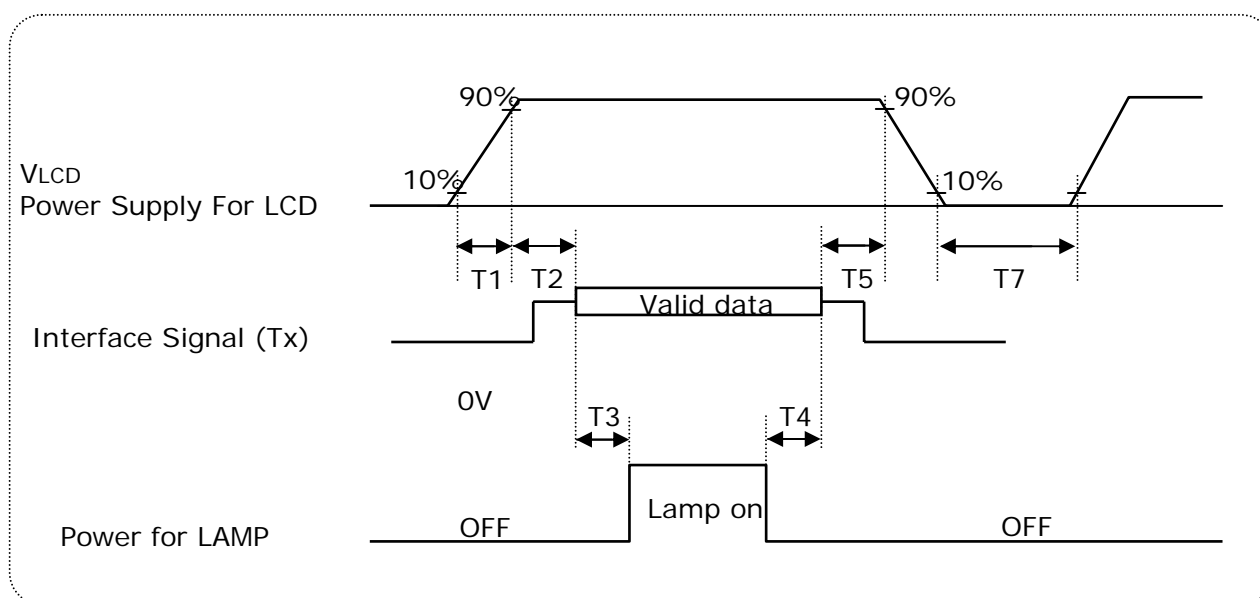 90%
90%
VLCD
10%
10%
Power Supply For LCD
T1
T2
T5
T7
Valid data
Interface Signal (Tx)
0V
T3
T4
Lamp on
Power for LAMP
OFF
OFF